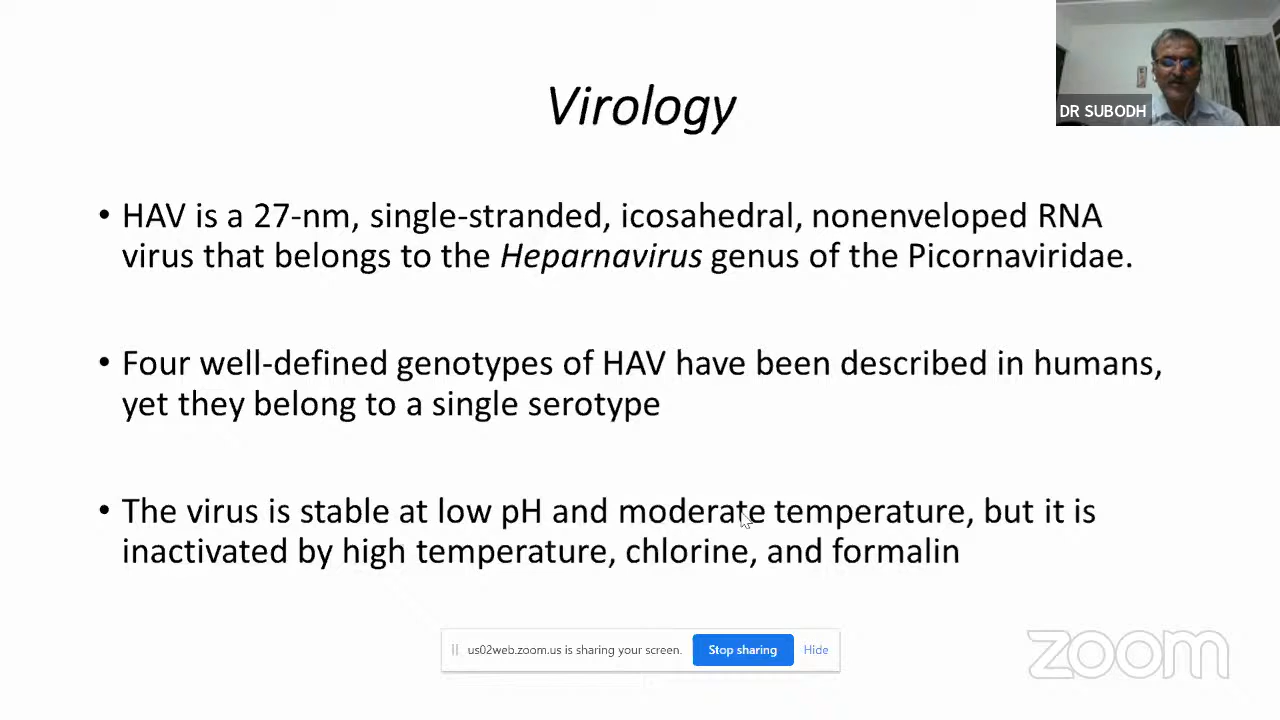 Virology
DR SUBODH
• HAV is a 27-nm, single-stranded, icosahedral, nonenveloped RNA
virus that belongs to the Heparnavirus genus of the Picornaviridae.
• Four well-defined genotypes of HAV have been described in humans,
yet they belong to a single serotype
• The virus is stable at low pH and moderate temperature, but it is
inactivated by high temperature, chlorine, and formalin
us02web.zoom.us is sharing your screen. Stop sharing Hide
zoom